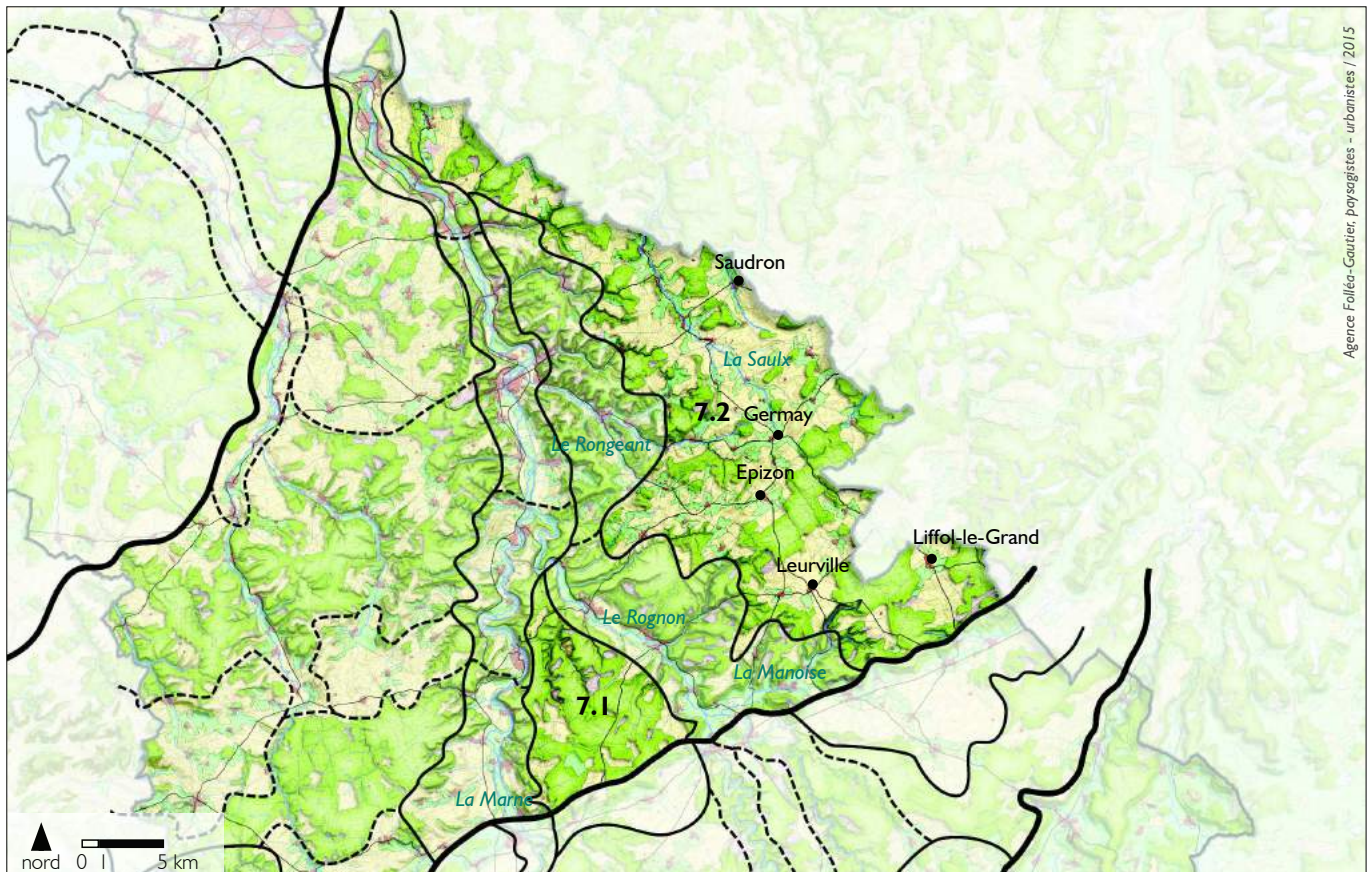 Agence Folléa-Gautier, paysagistes - urbanistes / 2015
Saudron
La Saulx
7.2
Germay
Le Rongeant
Epizon
Liffol-le-Grand
Leurville
Le Rognon
La Manoise
7.1
La Marne
nord
0 1 5 km